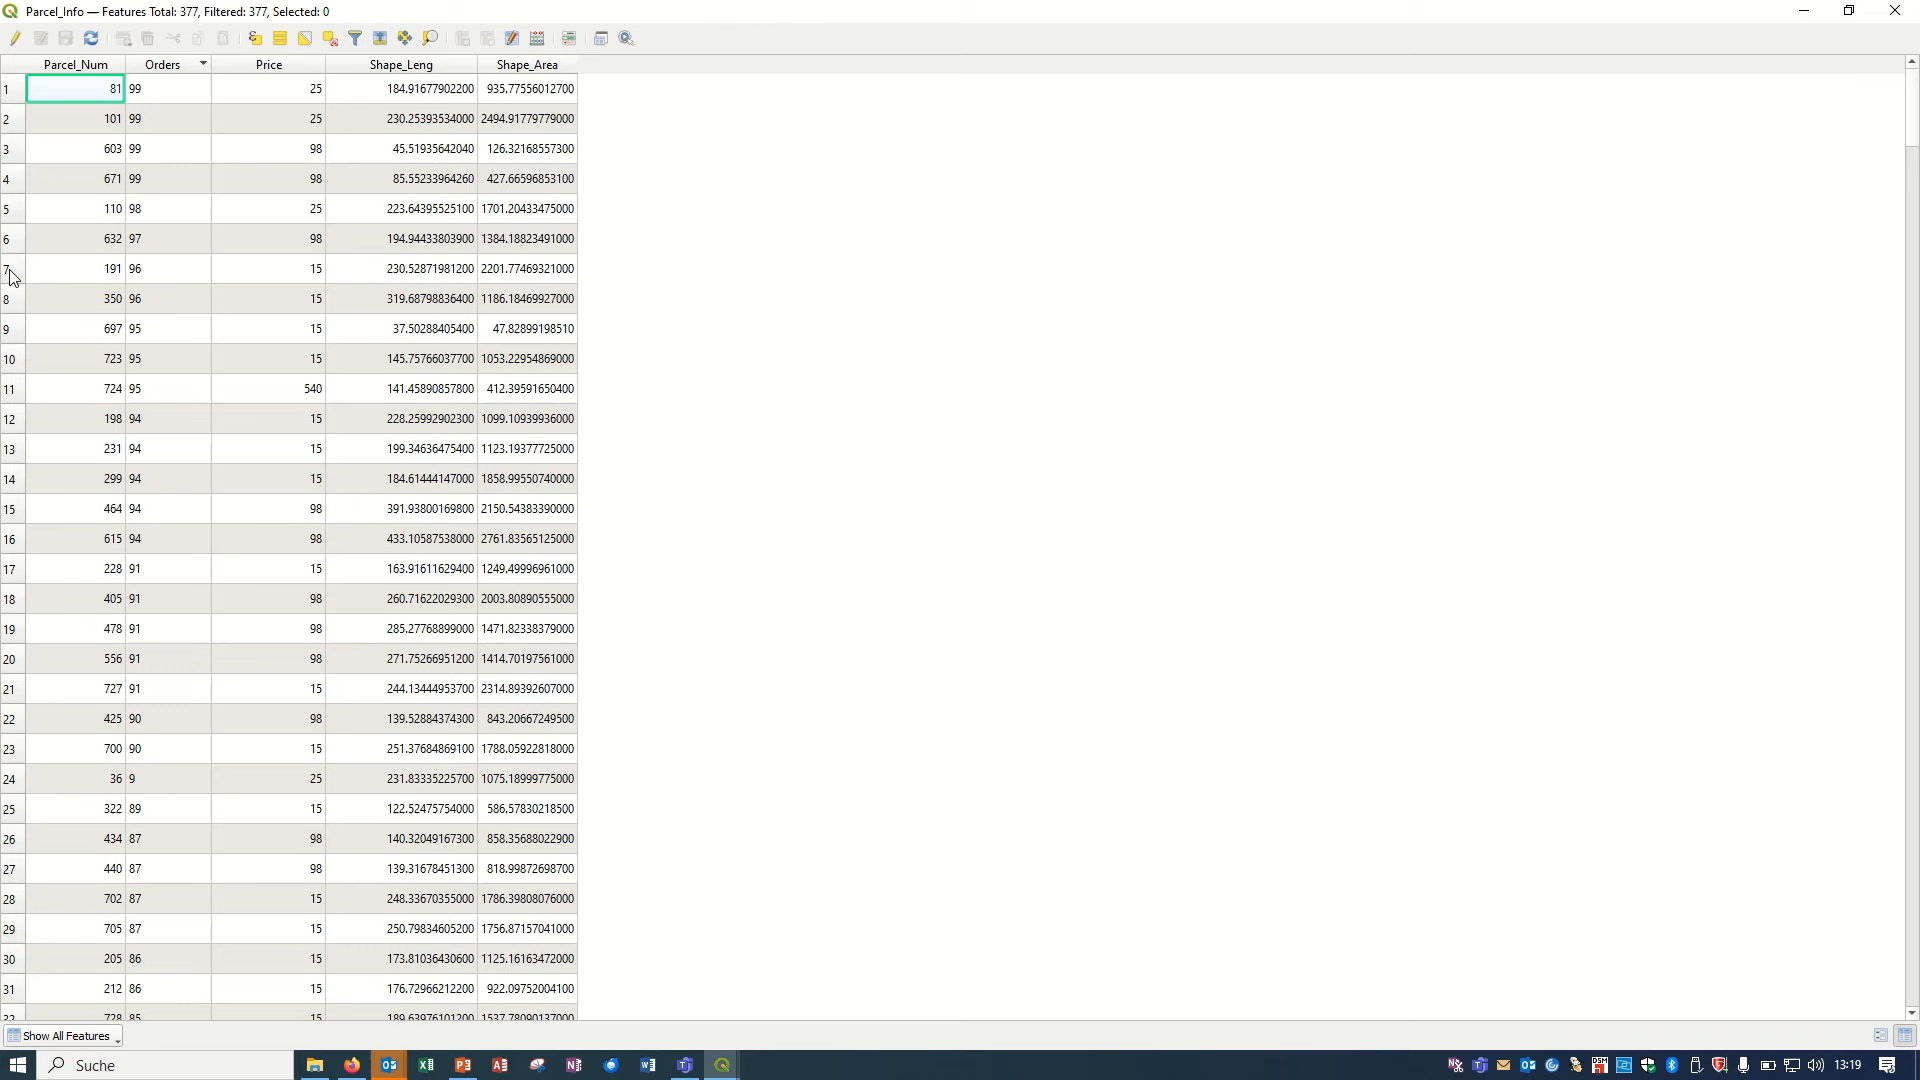 Parcel_Info — Features Total: 377, Filtered: 377, Selected: 0
Parcel_Num Orders Price Shape_Leng Shape_Area
1 81 99 25 184.91677902200 935.77556012700
2 101 99 25 230.25393534000 2494.91779779000
3 603 99 98 45.51935642040 126.32168557300
4 671 99 98 85.55233964260 427.66596853100
5 110 98 25 223.64395525100 1701.20433475000
6 632 97 98 194.94433803900 1384.18823491000
7 191 96 15 230.52871981200 2201.77469321000
8 350 96 15 319.68798836400 1186.18469927000
9 697 95 15 37.50288405400 47.82899198510
10 723 95 15 145.75766037700 1053.22954869000
11 724 95 540 141.45890857800 412.39591650400
12 198 94 15 228.25992902300 1099.10939936000
13 231 94 15 199.34636475400 1123.19377725000
14 299 94 15 184.61444147000 1858.99550740000
15 464 94 98 391.93800169800 2150.54383390000
16 615 94 98 433.10587538000 2761.83565125000
17 228 91 15 163.91611629400 1249.49996961000
18 405 91 98 260.71622029300 2003.80890555000
19 478 91 98 285.27768899000 1471.82338379000
20 556 91 98 271.75266951200 1414.70197561000
21 727 91 15 244.13444953700 2314.89392607000
22 425 90 98 139.52884374300 843.20667249500
23 700 90 15 251.37684869100 1788.05922818000
24 36 9 25 231.83335225700 1075.18999775000
25 322 89 15 122.52475754000 586.57830218500
26 434 87 98 140.32049167300 858.35688022900
27 440 87 98 139.31678451300 818.99872698700
28 702 87 15 248.33670355000 1786.39808076000
29 705 87 15 250.79834605200 1756.87157041000
30 205 86 15 173.81036430600 1125.16163472000
31 212 86 15 176.72966212200 922.09752004100
32 728 85 15 189.63976101200 1537.78090137000
Show All Features
Suche
13:19